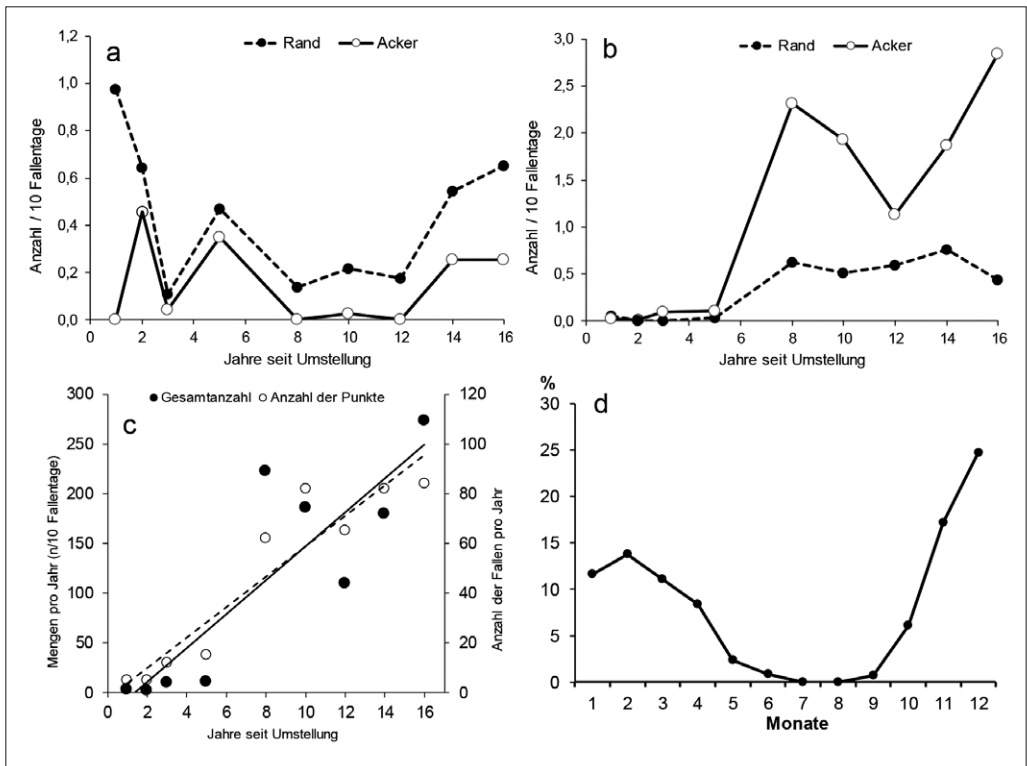 a
Rand Acker
1,2
1,0
0,8
0,6
0,4
0,2
0,0
Anzahl / 10 Fallentage
0 2 4 6 8 10 12 14 16
Jahre seit Umstellung
b
Rand Acker
3,0
2,5
2,0
1,5
1,0
0,5
0,0
Anzahl / 10 Fallentage
0 2 4 6 8 10 12 14 16
Jahre seit Umstellung
c
Gesamtanzahl Anzahl der Punkte
300
250
200
150
100
50
0
Mengen pro Jahr (n/10 Fallentage)
120
100
80
60
40
20
0
Anzahl der Fallen pro Jahr
0 2 4 6 8 10 12 14 16
Jahre seit Umstellung
d
%
30
25
20
15
10
5
0
1 2 3 4 5 6 7 8 9 10 11 12
Monate